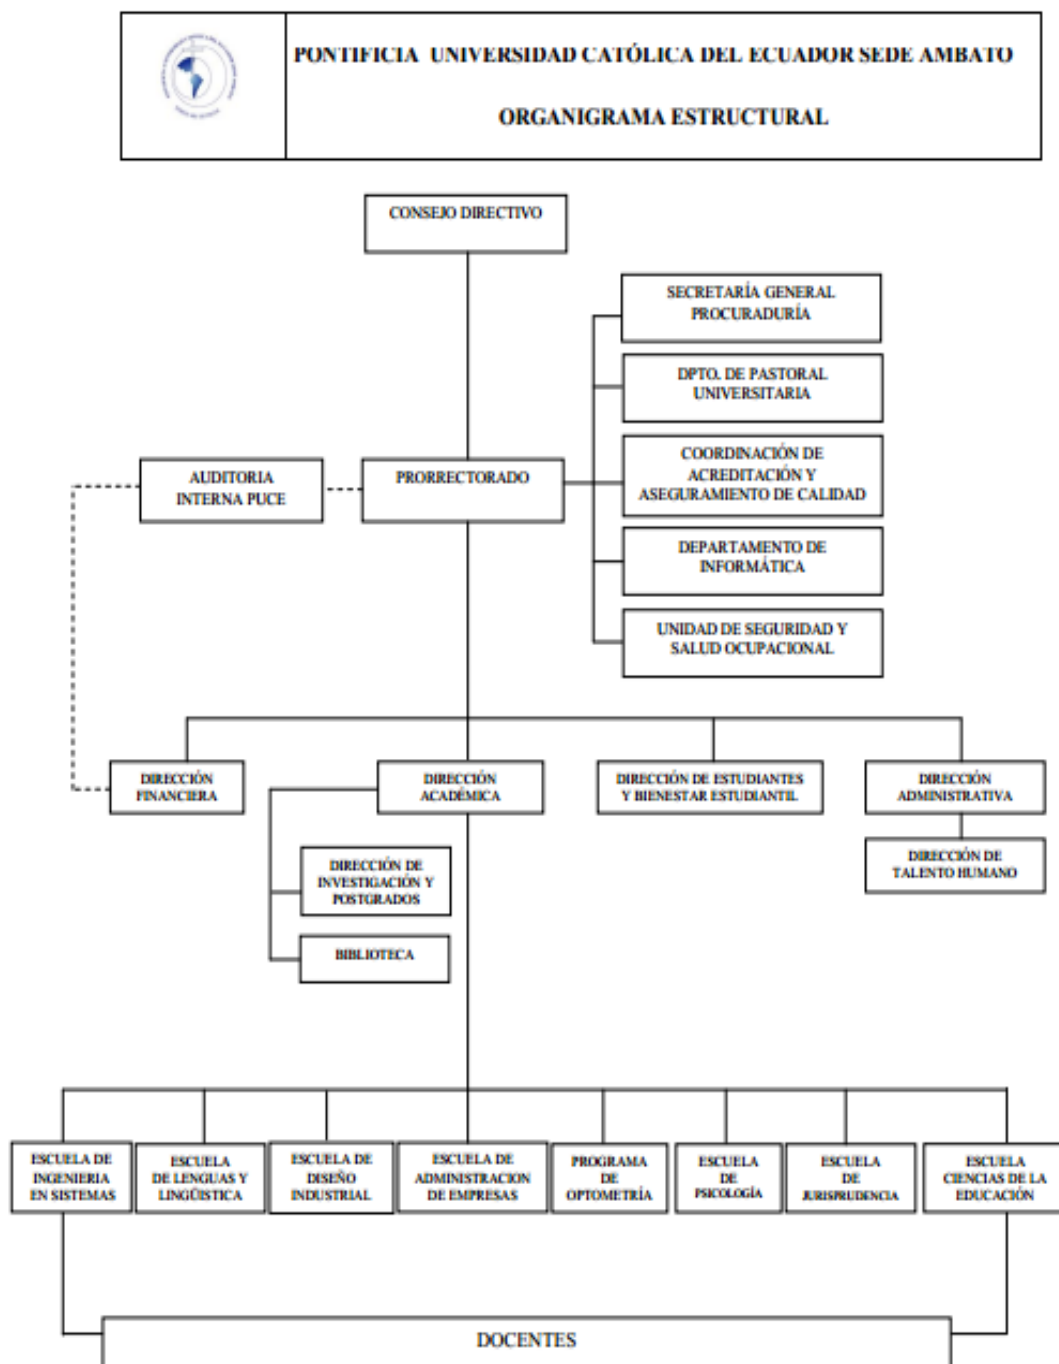 PONTIFICIA UNIVERSIDAD CATÓLICA DEL ECUADOR SEDE AMBATO
ORGANIGRAMA ESTRUCTURAL
CONSEJO DIRECTIVO
SECRETARÍA GENERAL
PROCURADURÍA
DPTO. DE PASTORAL
UNIVERSITARIA
COORDINACIÓN DE
ACREDITACIÓN Y
ASEGURAMIENTO DE CALIDAD
AUDITORIA
INTERNA PUCE
PRORRECTORADO
DEPARTAMENTO DE
INFORMÁTICA
UNIDAD DE SEGURIDAD Y
SALUD OCUPACIONAL
DIRECCIÓN
FINANCIERA
DIRECCIÓN
ACADÉMICA
DIRECCIÓN DE ESTUDIANTES
Y BIENESTAR ESTUDIANTIL
DIRECCIÓN
ADMINISTRATIVA
DIRECCIÓN DE
TALENTO HUMANO
DIRECCIÓN DE
INVESTIGACIÓN Y
POSTGRADOS
BIBLIOTECA
ESCUELA DE
INGENIERIA
EN SISTEMAS
ESCUELA
DE LENGUAS Y
LINGÜISTICA
ESCUELA DE
DISEÑO
INDUSTRIAL
ESCUELA DE
ADMINISTRACION
DE EMPRESAS
PROGRAMA
DE
OPTOMETRÍA
ESCUELA
DE
PSICOLOGÍA
ESCUELA
DE
JURISPRUDENCIA
ESCUELA
CIENCIAS DE LA
EDUCACIÓN
DOCENTES